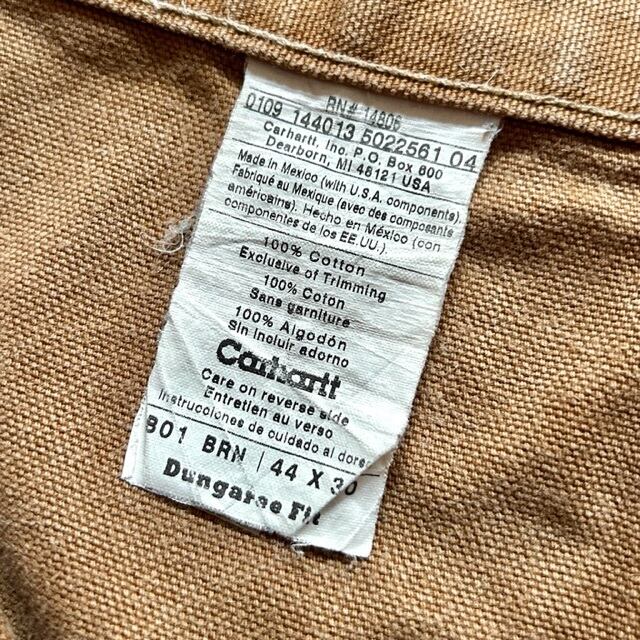 RN# 14806
0109 144013 5022561 04
Carhartt, Inc. P.O. Box 600
Dearborn, MI 48121 USA
Made in Mexico (with U.S.A. components).
Fabriqué au Mexique (avec des composants
américains). Hecho en México (con
componentes de los EE.UU.).
100% Cotton
Exclusive of Trimming
100% Coton
Sans garniture
100% Algodón
Sin incluir adorno
Carhartt
Care on reverse side
Entretien au verso
Instrucciones de cuidado al dorso
B01 BRN | 44 X 30
Dungaree Fit